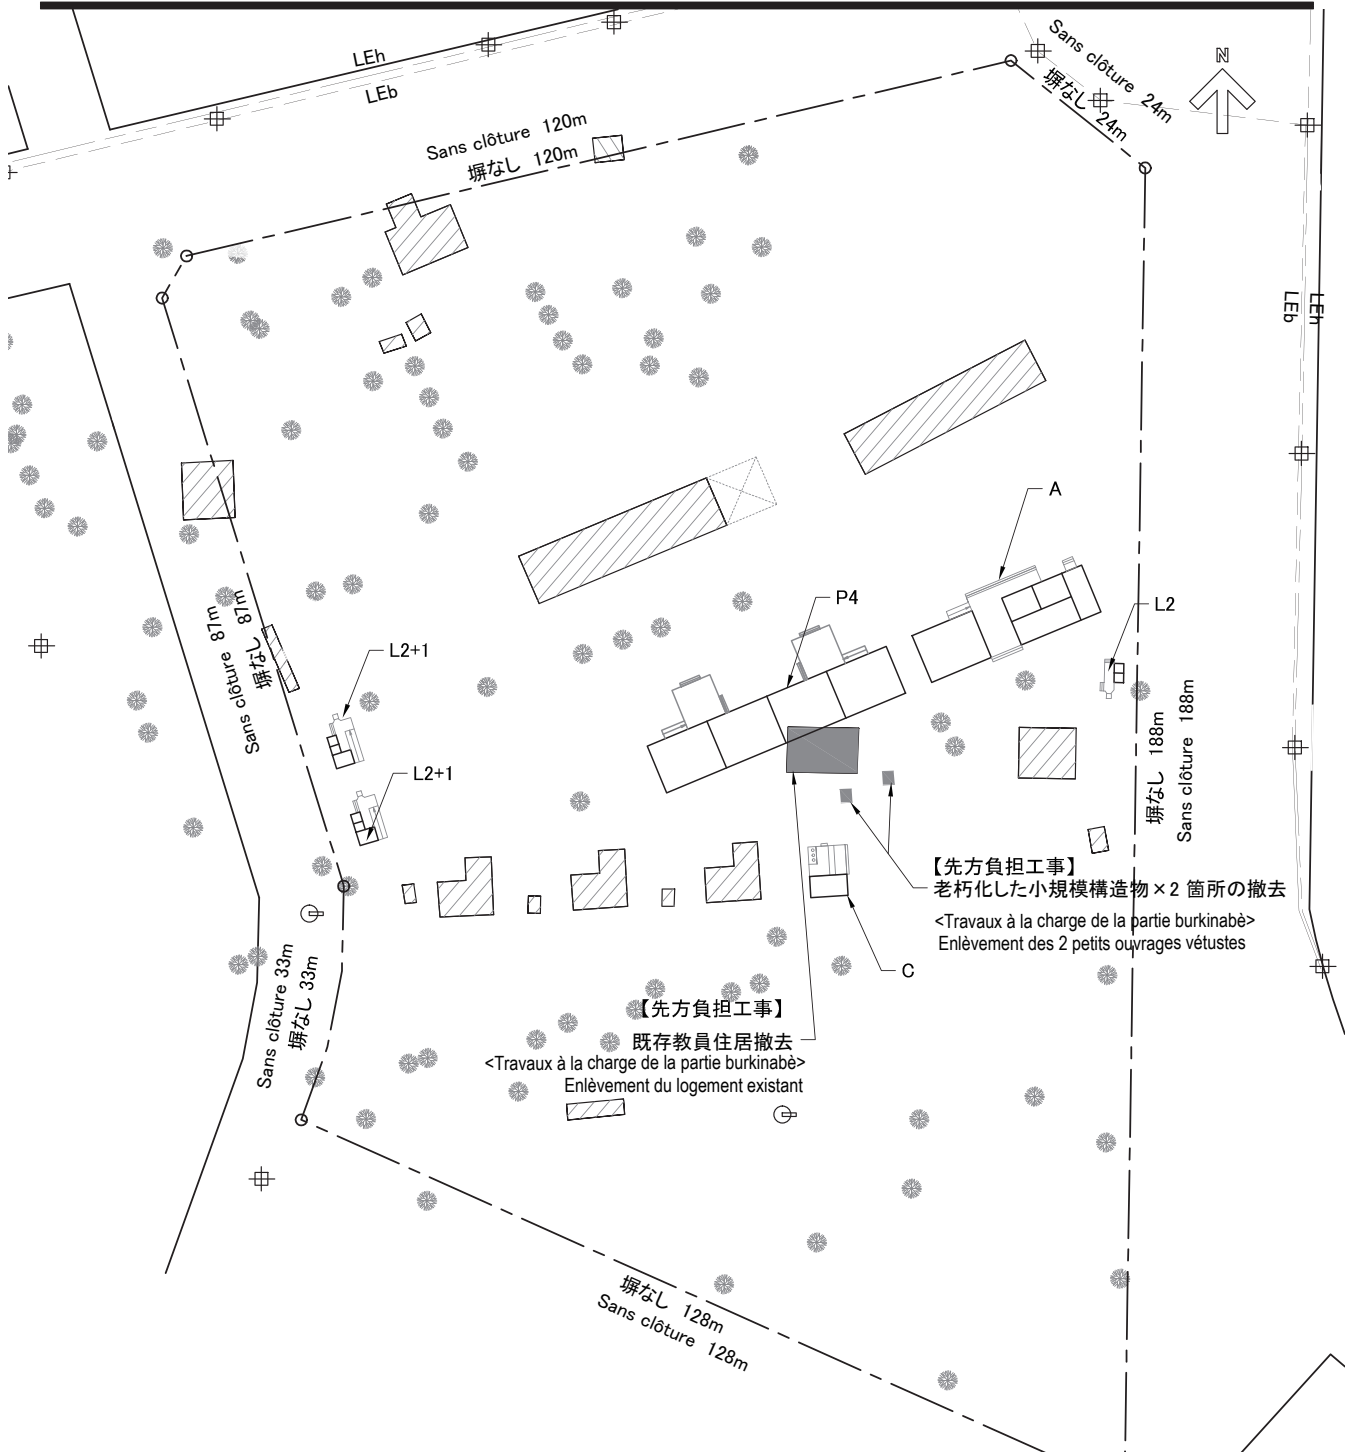 LEh
LEb
Sans clôture 120m
塀なし 120m
Sans clôture 24m
塀なし 24m
N
LEb
LEh
A
P4
L2
Sans clôture 87m
塀なし 87m
L2+1
L2+1
塀なし 188m
Sans clôture 188m
【先方負担工事】
老朽化した小規模構造物×2 箇所の撤去
<Travaux à la charge de la partie burkinabè>
Enlèvement des 2 petits ouvrages vétustes
C
Sans clôture 33m
塀なし 33m
【先方負担工事】
既存教員住居撤去
<Travaux à la charge de la partie burkinabè>
Enlèvement du logement existant
塀なし 128m
Sans clôture 128m